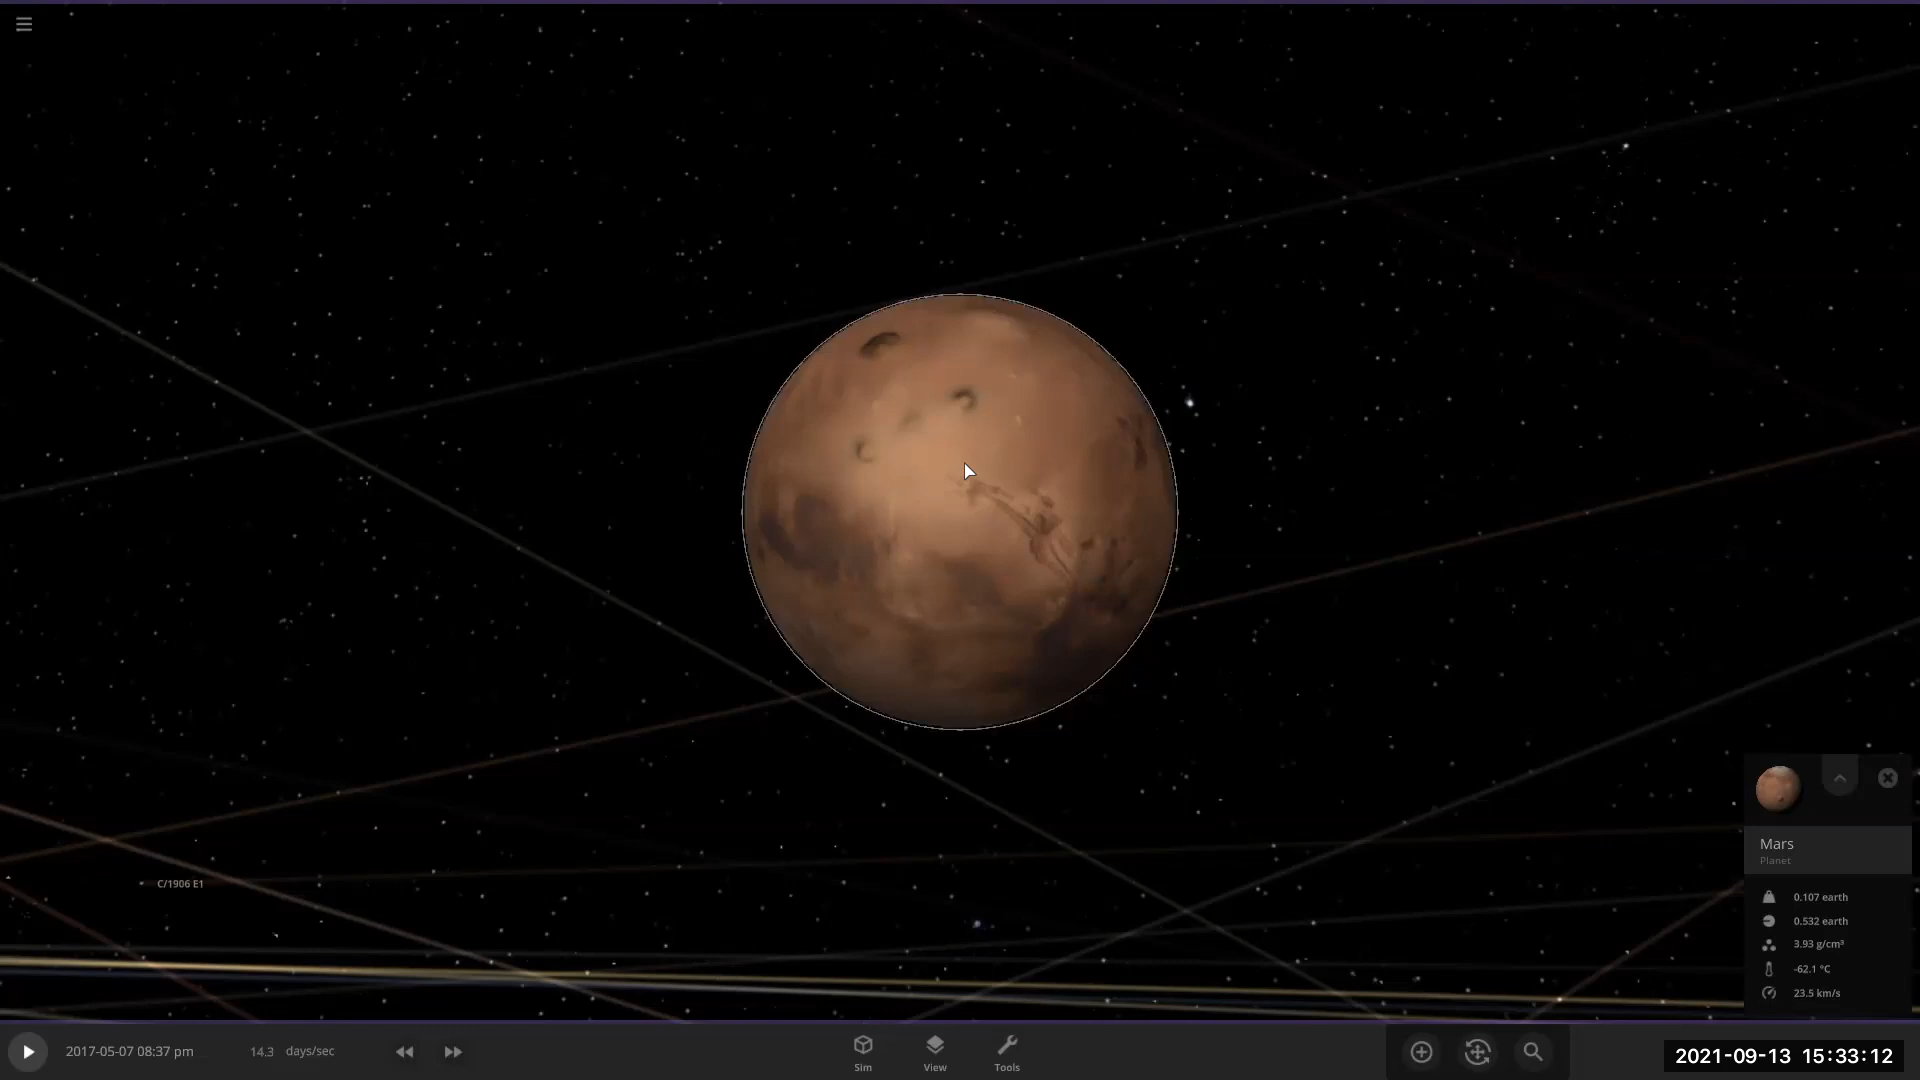 C/1906 E1
Mars
Planet
0.107 earth
0.532 earth
3.93 g/cm³
-62.1 °C
23.5 km/s
2017-05-07 08:37 pm
14.3 days/sec
Sim
View
Tools
2021-09-13 15:33:12